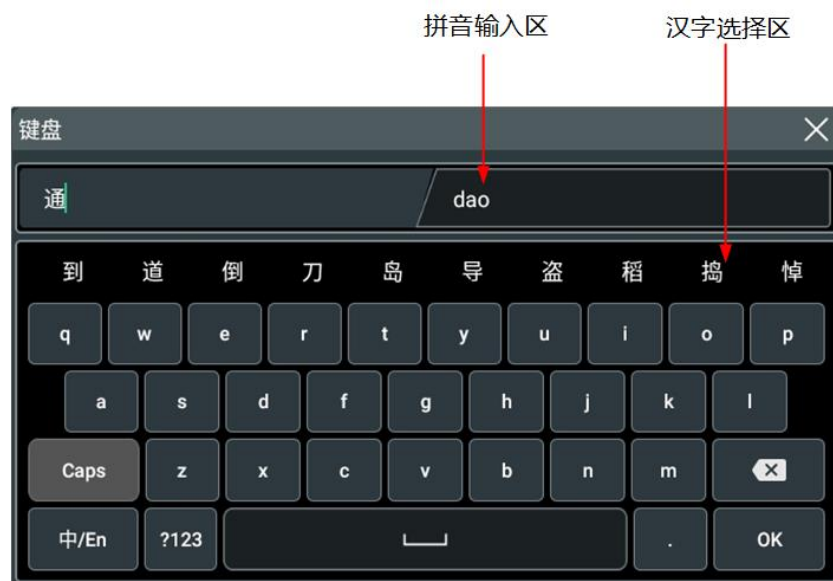 拼音输入区 汉字选择区
键盘
通 dao
到 道 倒 刀 岛 导 盗 稻 捣 悼
q w e r t y u i o p
a s d f g h j k l
Caps z x c v b n m
中/En ?123 . OK